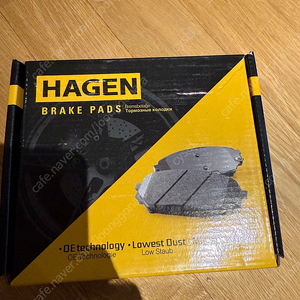 HAGEN
BRAKE PADS
Bremsbeläge
Тормозные колодки
• OE technology • Lowest Dust
OE Technologie Low Staub